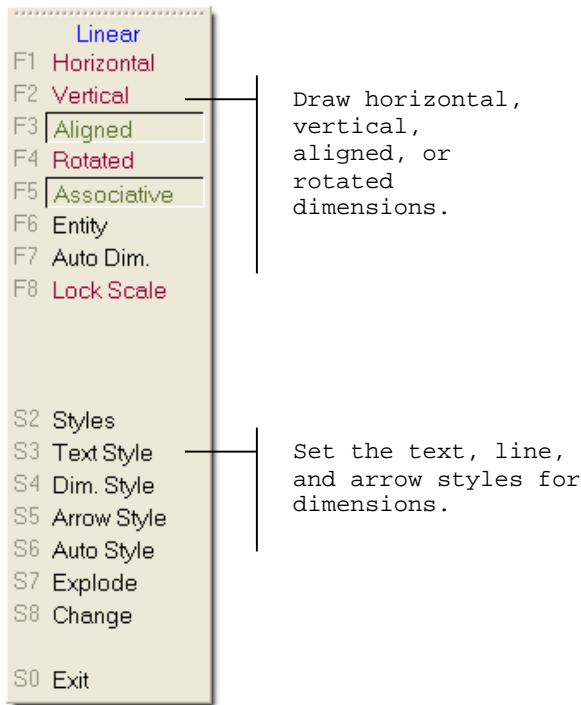 Linear
F1 Horizontal
F2 Vertical
F3 Aligned
F4 Rotated
F5 Associative
F6 Entity
F7 Auto Dim.
F8 Lock Scale
Draw horizontal,
vertical,
aligned, or
rotated
dimensions.
S2 Styles
S3 Text Style
S4 Dim. Style
S5 Arrow Style
S6 Auto Style
S7 Explode
S8 Change
S0 Exit
Set the text, line,
and arrow styles for
dimensions.